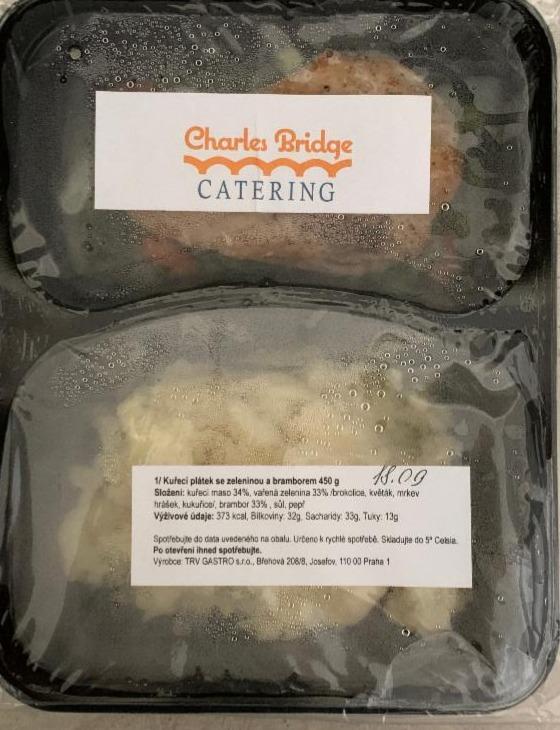 Charles Bridge
CATERING
1/ Kuřecí plátek se zeleninou a bramborem 450 g 18.09
Složení: kuřecí maso 34%, vařená zelenina 33% /brokolice, květák, mrkev
hrášek, kukuřice/, brambor 33% , sůl, pepř
Výživové údaje: 373 kcal, Bílkoviny: 32g, Sacharidy: 33g, Tuky: 13g
Spotřebujte do data uvedeného na obalu. Určeno k rychlé spotřebě. Skladujte do 5° Celsia.
Po otevření ihned spotřebujte.
Výrobce: TRV GASTRO s.r.o., Břehová 208/8, Josefov, 110 00 Praha 1